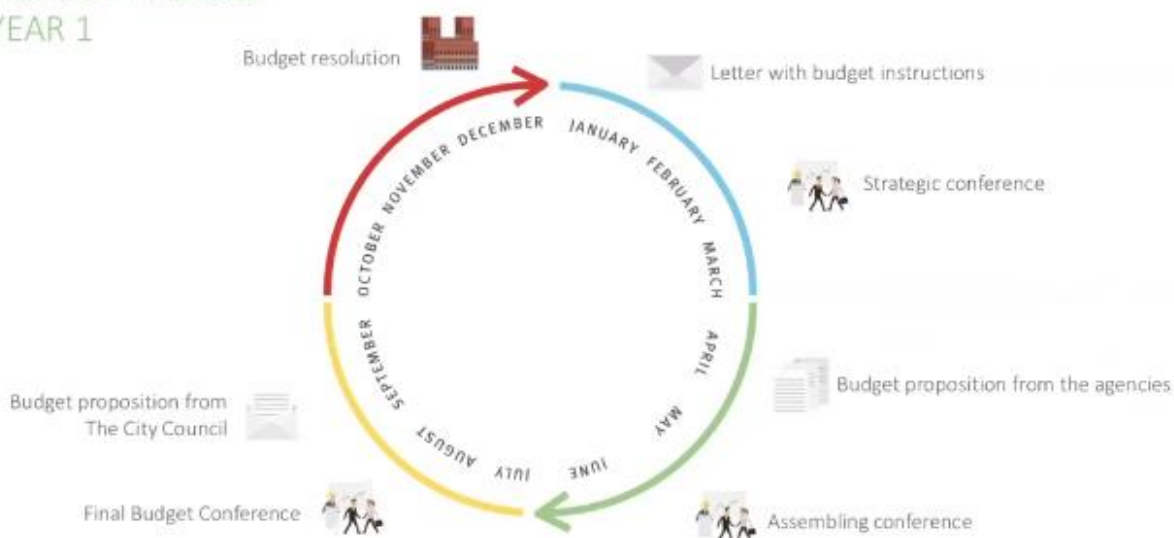 YEAR 1
Budget resolution
Letter with budget instructions
Strategic conference
Budget proposition from the agencies
Assembling conference
Final Budget Conference
Budget proposition from
The City Council
JANUARY
FEBRUARY
MARCH
APRIL
MAY
JUNE
JULY
AUGUST
SEPTEMBER
OCTOBER
NOVEMBER
DECEMBER